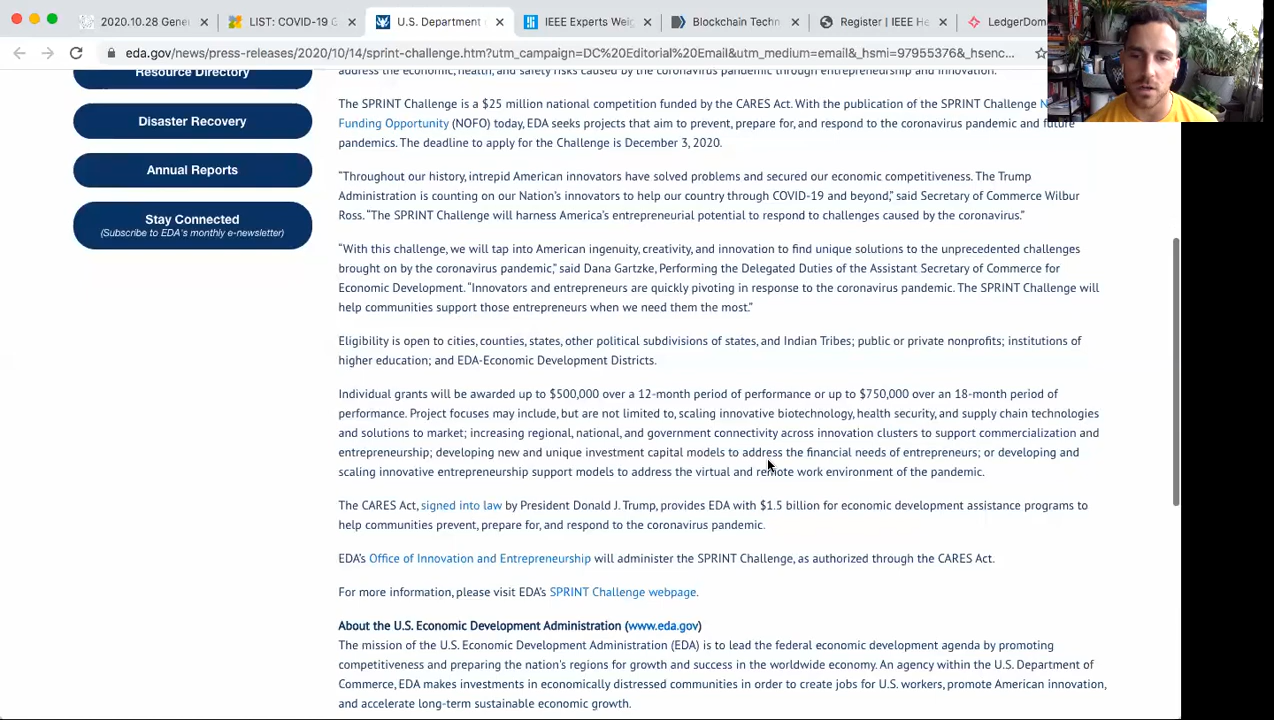 2020.10.28 Gene
LIST: COVID-19 G
U.S. Department
IEEE Experts Wei
Blockchain Techn
Register | IEEE He
LedgerDom
eda.gov/news/press-releases/2020/10/14/sprint-challenge.htm?utm_campaign=DC%20Editorial%20Email&utm_medium=email&_hsmi=97955376&_hsenc...
Resource Directory
Disaster Recovery
Annual Reports
Stay Connected
(Subscribe to EDA's monthly e-newsletter)
address the economic, health, and safety risks caused by the coronavirus pandemic through entrepreneurship and innovation.
The SPRINT Challenge is a $25 million national competition funded by the CARES Act. With the publication of the SPRINT Challenge
Funding Opportunity (NOFO) today, EDA seeks projects that aim to prevent, prepare for, and respond to the coronavirus pandemic and future
pandemics. The deadline to apply for the Challenge is December 3, 2020.
“Throughout our history, intrepid American innovators have solved problems and secured our economic competitiveness. The Trump
Administration is counting on our Nation’s innovators to help our country through COVID-19 and beyond,” said Secretary of Commerce Wilbur
Ross. “The SPRINT Challenge will harness America’s entrepreneurial potential to respond to challenges caused by the coronavirus.”
“With this challenge, we will tap into American ingenuity, creativity, and innovation to find unique solutions to the unprecedented challenges
brought on by the coronavirus pandemic,” said Dana Gartzke, Performing the Delegated Duties of the Assistant Secretary of Commerce for
Economic Development. “Innovators and entrepreneurs are quickly pivoting in response to the coronavirus pandemic. The SPRINT Challenge will
help communities support those entrepreneurs when we need them the most.”
Eligibility is open to cities, counties, states, other political subdivisions of states, and Indian Tribes; public or private nonprofits; institutions of
higher education; and EDA-Economic Development Districts.
Individual grants will be awarded up to $500,000 over a 12-month period of performance or up to $750,000 over an 18-month period of
performance. Project focuses may include, but are not limited to, scaling innovative biotechnology, health security, and supply chain technologies
and solutions to market; increasing regional, national, and government connectivity across innovation clusters to support commercialization and
entrepreneurship; developing new and unique investment capital models to address the financial needs of entrepreneurs; or developing and
scaling innovative entrepreneurship support models to address the virtual and remote work environment of the pandemic.
The CARES Act, signed into law by President Donald J. Trump, provides EDA with $1.5 billion for economic development assistance programs to
help communities prevent, prepare for, and respond to the coronavirus pandemic.
EDA’s Office of Innovation and Entrepreneurship will administer the SPRINT Challenge, as authorized through the CARES Act.
For more information, please visit EDA’s SPRINT Challenge webpage.
About the U.S. Economic Development Administration (www.eda.gov)
The mission of the U.S. Economic Development Administration (EDA) is to lead the federal economic development agenda by promoting
competitiveness and preparing the nation's regions for growth and success in the worldwide economy. An agency within the U.S. Department of
Commerce, EDA makes investments in economically distressed communities in order to create jobs for U.S. workers, promote American innovation,
and accelerate long-term sustainable economic growth.